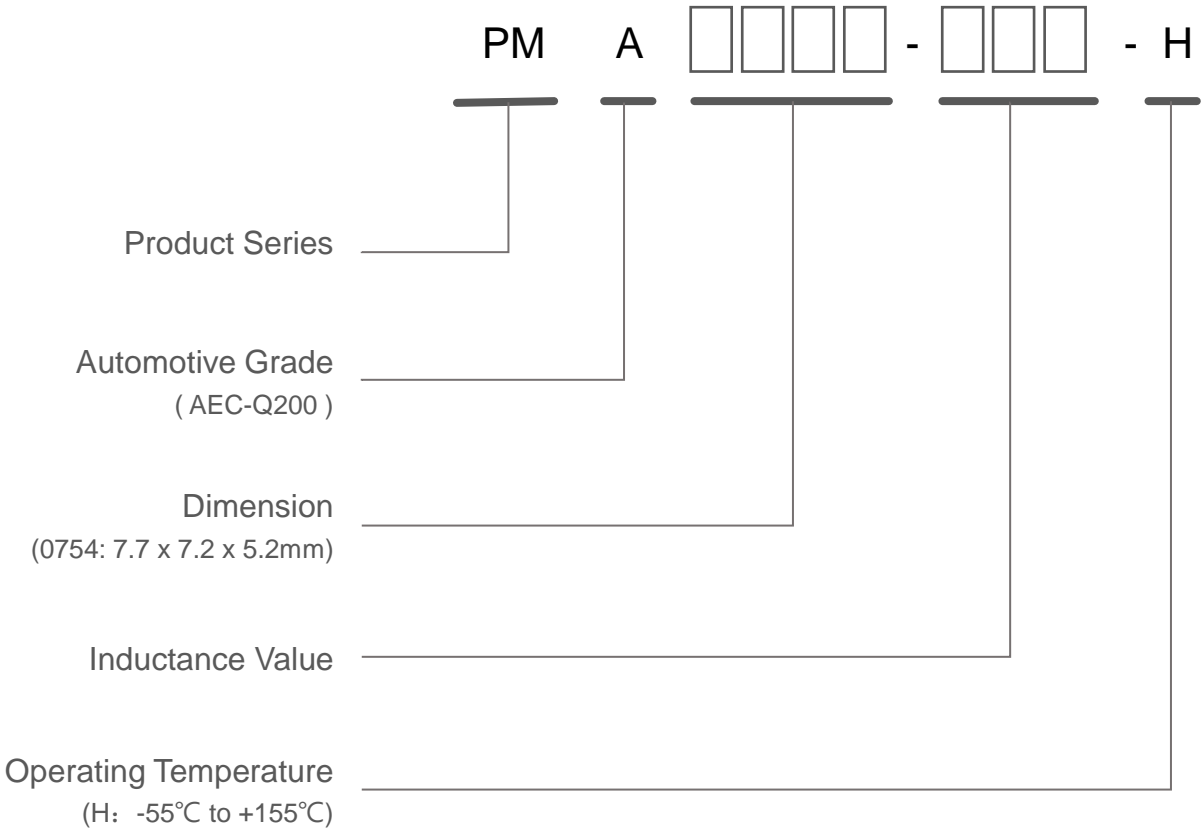 PM A □□□□ - □□□ - H
Product Series
Automotive Grade
( AEC-Q200 )
Dimension
(0754: 7.7 x 7.2 x 5.2mm)
Inductance Value
Operating Temperature
(H：-55℃ to +155℃)